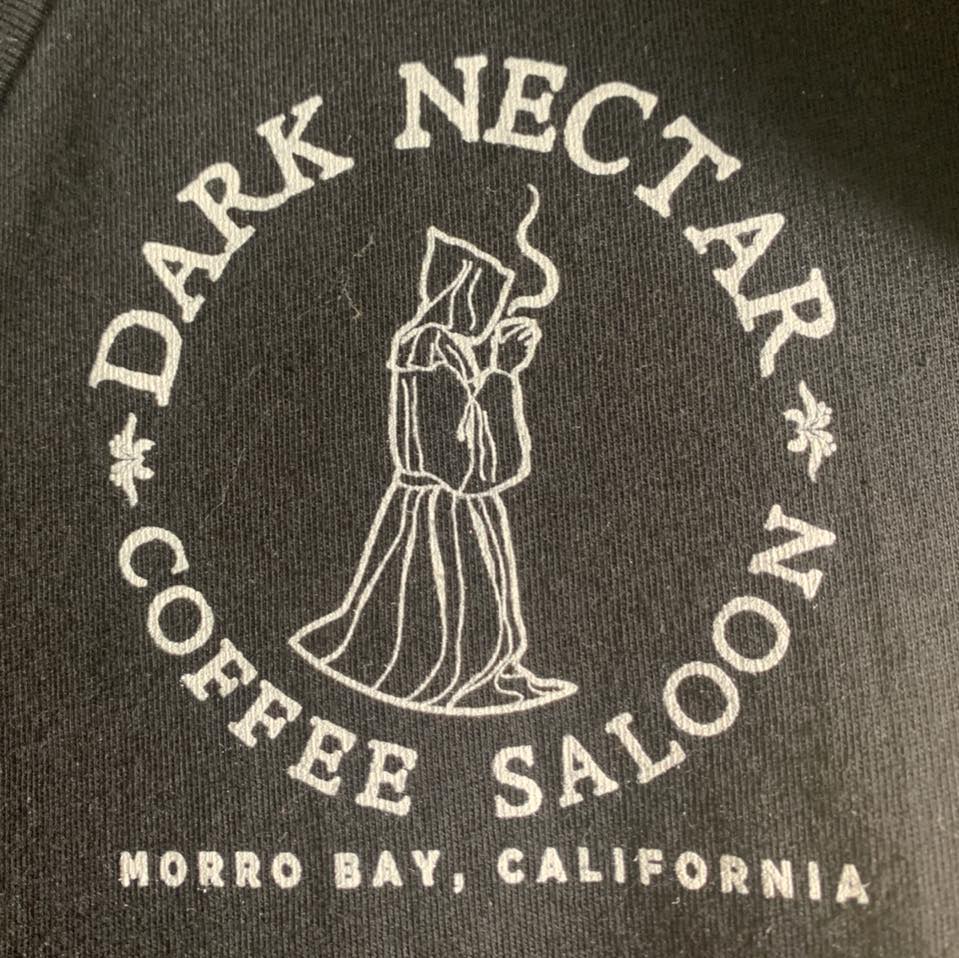 DARK NECTAR
COFFEE SALOON
MORRO BAY, CALIFORNIA